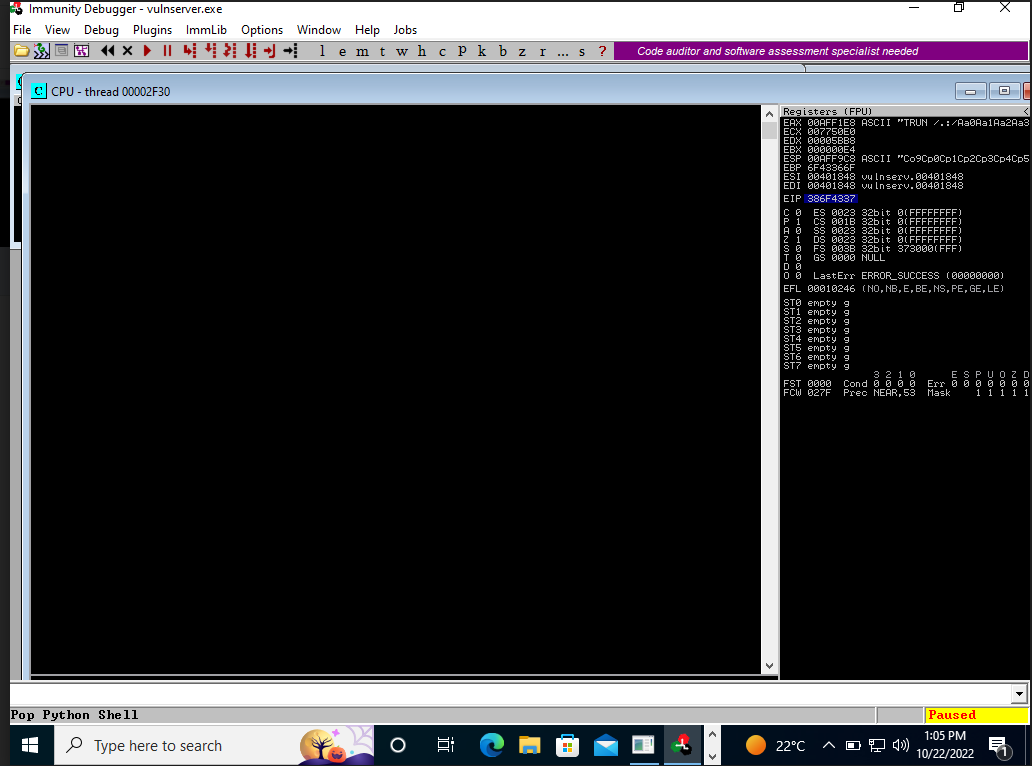 Immunity Debugger - vulnserver.exe
File View Debug Plugins ImmLib Options Window Help Jobs
l e m t w h c P k b z r ... s ? Code auditor and software assessment specialist needed
C CPU - thread 00002F30
Registers (FPU) <
EAX 00AFF1E8 ASCII "TRUN /.:/Aa0Aa1Aa2Aa3
ECX 007750E0
EDX 00005BB8
EBX 000000E4
ESP 00AFF9C8 ASCII "Co9Cp0Cp1Cp2Cp3Cp4Cp5
EBP 6F43366F
ESI 00401848 vulnserv.00401848
EDI 00401848 vulnserv.00401848
EIP 386F4337
C 0 ES 0023 32bit 0(FFFFFFFF)
P 1 CS 001B 32bit 0(FFFFFFFF)
A 0 SS 0023 32bit 0(FFFFFFFF)
Z 1 DS 0023 32bit 0(FFFFFFFF)
S 0 FS 003B 32bit 373000(FFF)
T 0 GS 0000 NULL
D 0
O 0 LastErr ERROR_SUCCESS (00000000)
EFL 00010246 (NO,NB,E,BE,NS,PE,GE,LE)
ST0 empty g
ST1 empty g
ST2 empty g
ST3 empty g
ST4 empty g
ST5 empty g
ST6 empty g
ST7 empty g
3 2 1 0 E S P U O Z D
FST 0000 Cond 0 0 0 0 Err 0 0 0 0 0 0 0
FCW 027F Prec NEAR,53 Mask 1 1 1 1 1
Pop Python Shell
Paused
Type here to search
22°C
1:05 PM
10/22/2022
1